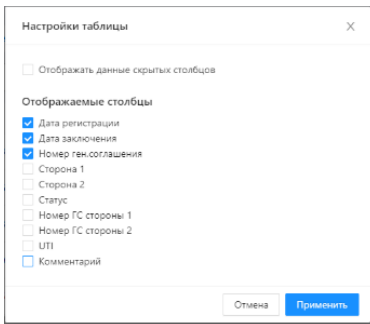 Настройки таблицы
Отображать данные скрытых столбцов
Отображаемые столбцы
Дата регистрации
Дата заключения
Номер ген.соглашения
Сторона 1
Сторона 2
Статус
Номер ГС стороны 1
Номер ГС стороны 2
UTI
Комментарий
Отмена
Применить